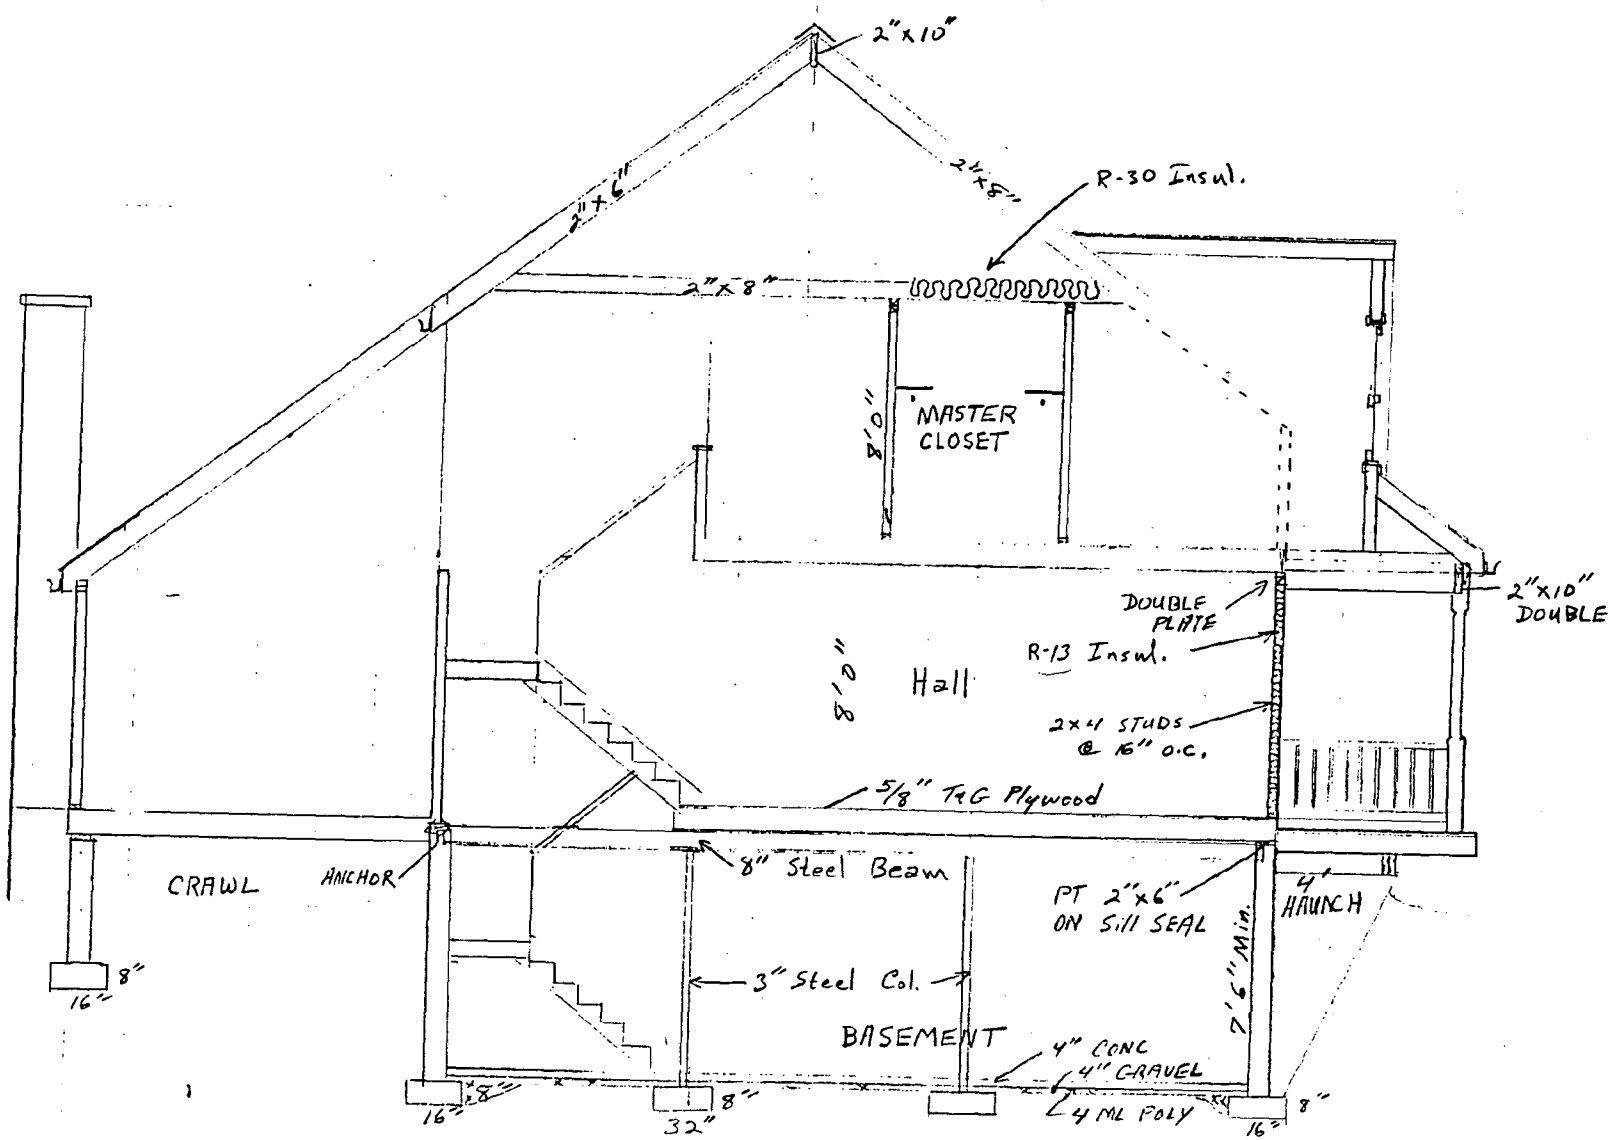 2"x10"
2"x6"
2"x8"
R-30 Insul.
2"x8"
8'0"
MASTER
CLOSET
2"x10"
DOUBLE
DOUBLE
PLATE
R-13 Insul.
8'0"
Hall
2x4 STUDS
@ 16" O.C.
5/8" T&G Plywood
CRAWL
ANCHOR
8" Steel Beam
PT 2"x6"
ON Sill SEAL
4'
HAUNCH
7'6" Min.
8"
16"
3" Steel Col.
BASEMENT
4" CONC
4" GRAVEL
4 ML POLY
16"x8"
8"
32"
8"
16"